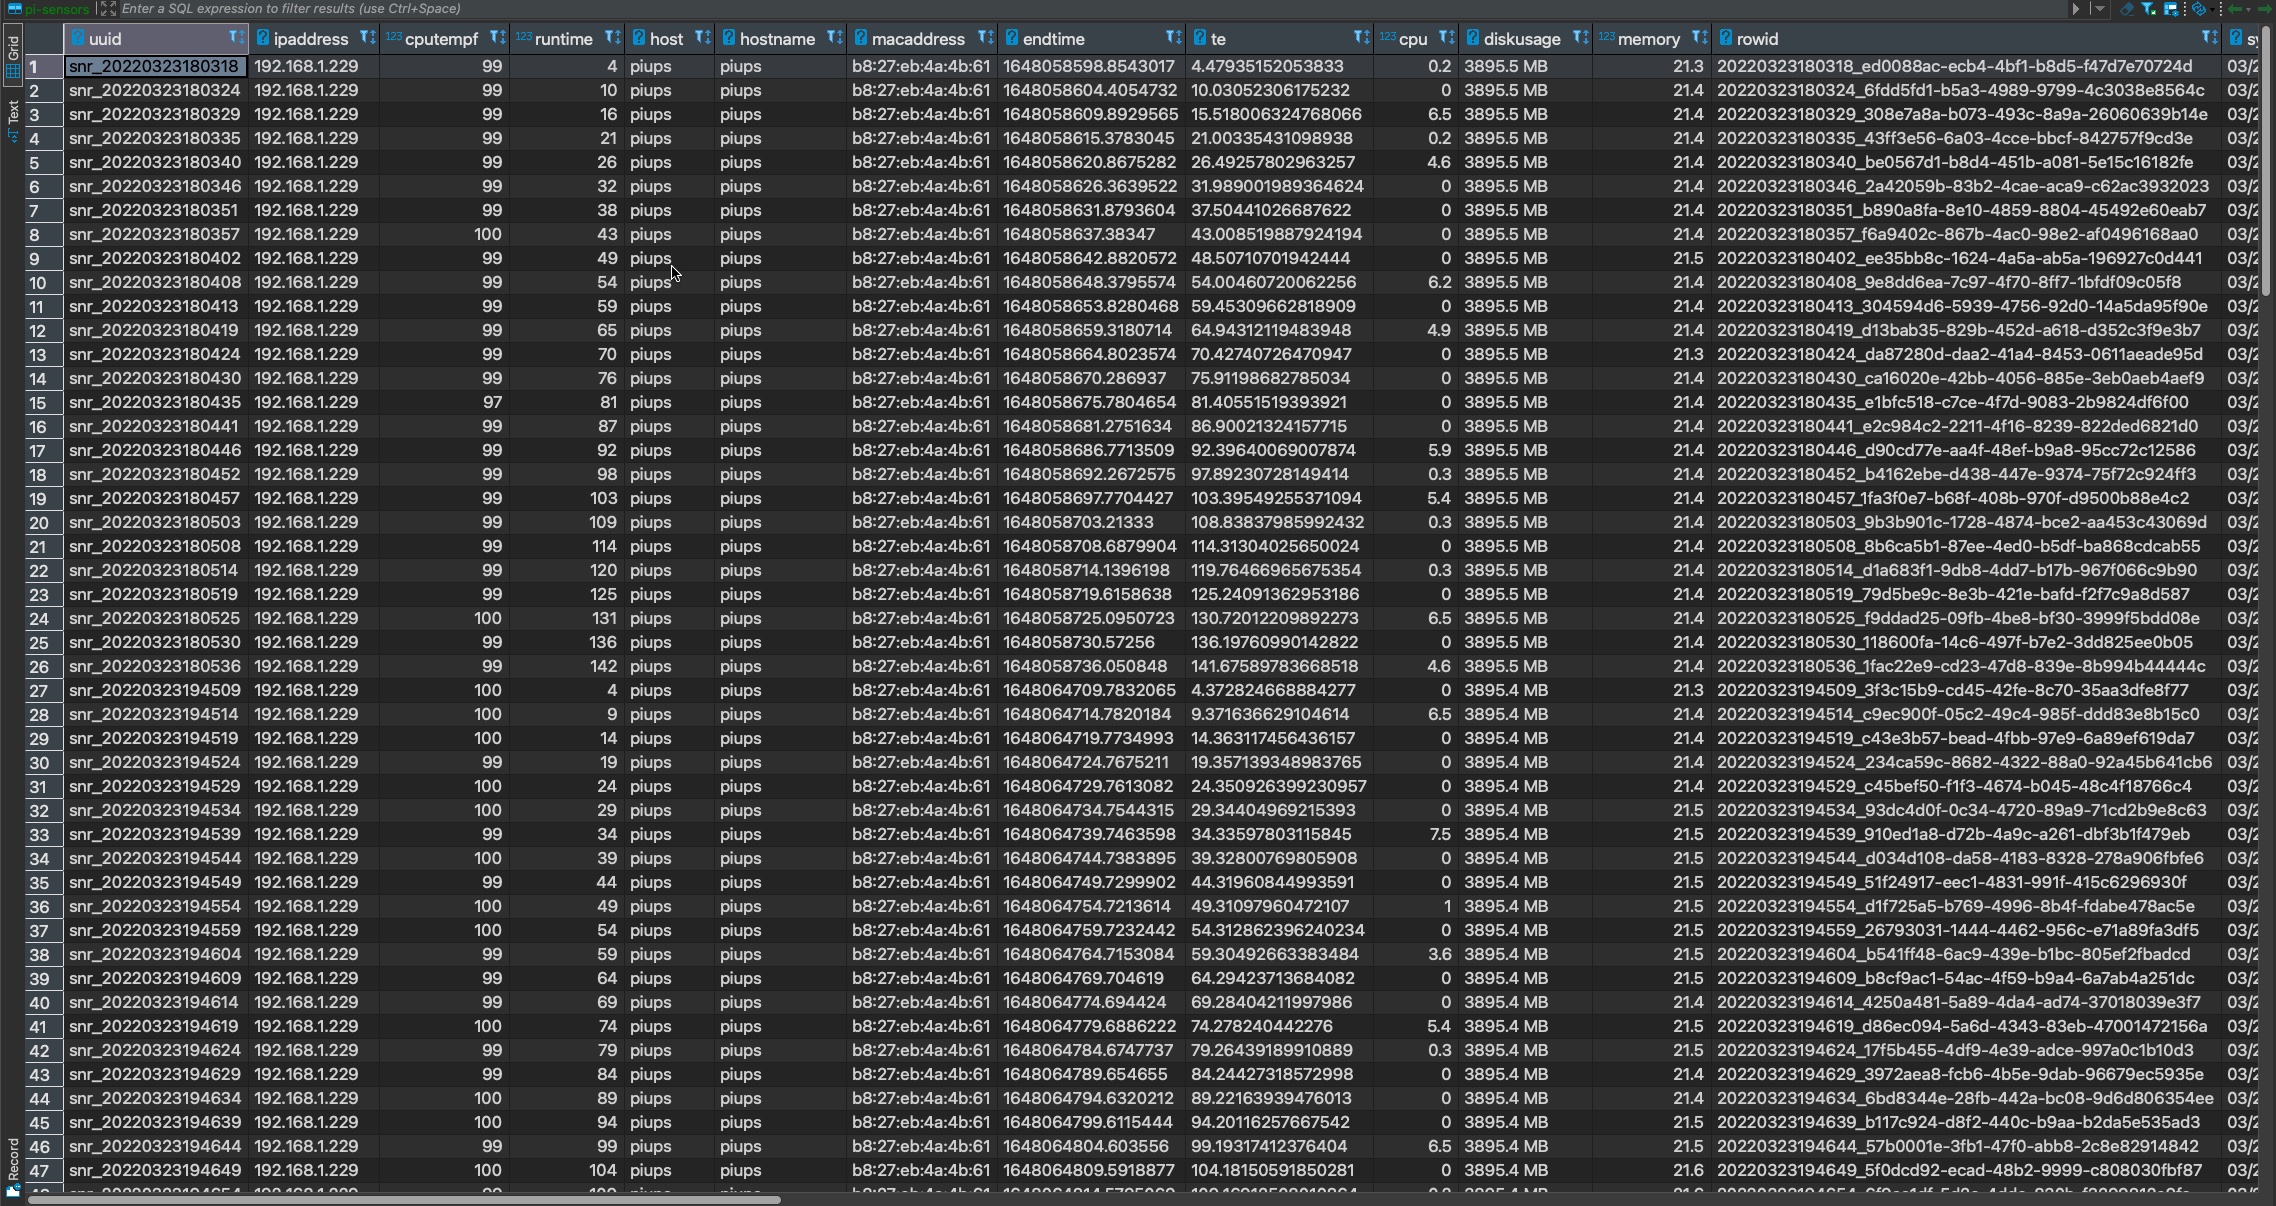 pi-sensors Enter a SQL expression to filter results (use Ctrl+Space)
Grid
Text
Record
uuid ipaddress 123 cputempf 123 runtime host hostname macaddress endtime te 123 cpu diskusage 123 memory rowid sy
1 snr_20220323180318 192.168.1.229 99 4 piups piups b8:27:eb:4a:4b:61 1648058598.8543017 4.47935152053833 0.2 3895.5 MB 21.3 20220323180318_ed0088ac-ecb4-4bf1-b8d5-f47d7e70724d 03/2
2 snr_20220323180324 192.168.1.229 99 10 piups piups b8:27:eb:4a:4b:61 1648058604.4054732 10.03052306175232 0 3895.5 MB 21.4 20220323180324_6fdd5fd1-b5a3-4989-9799-4c3038e8564c 03/2
3 snr_20220323180329 192.168.1.229 99 16 piups piups b8:27:eb:4a:4b:61 1648058609.8929565 15.518006324768066 6.5 3895.5 MB 21.4 20220323180329_308e7a8a-b073-493c-8a9a-26060639b14e 03/2
4 snr_20220323180335 192.168.1.229 99 21 piups piups b8:27:eb:4a:4b:61 1648058615.3783045 21.00335431098938 0.2 3895.5 MB 21.4 20220323180335_43ff3e56-6a03-4cce-bbcf-842757f9cd3e 03/2
5 snr_20220323180340 192.168.1.229 99 26 piups piups b8:27:eb:4a:4b:61 1648058620.8675282 26.49257802963257 4.6 3895.5 MB 21.4 20220323180340_be0567d1-b8d4-451b-a081-5e15c16182fe 03/2
6 snr_20220323180346 192.168.1.229 99 32 piups piups b8:27:eb:4a:4b:61 1648058626.3639522 31.989001989364624 0 3895.5 MB 21.4 20220323180346_2a42059b-83b2-4cae-aca9-c62ac3932023 03/2
7 snr_20220323180351 192.168.1.229 99 38 piups piups b8:27:eb:4a:4b:61 1648058631.8793604 37.50441026687622 0 3895.5 MB 21.4 20220323180351_b890a8fa-8e10-4859-8804-45492e60eab7 03/2
8 snr_20220323180357 192.168.1.229 100 43 piups piups b8:27:eb:4a:4b:61 1648058637.38347 43.008519887924194 0 3895.5 MB 21.4 20220323180357_f6a9402c-867b-4ac0-98e2-af0496168aa0 03/2
9 snr_20220323180402 192.168.1.229 99 49 piups piups b8:27:eb:4a:4b:61 1648058642.8820572 48.50710701942444 0 3895.5 MB 21.5 20220323180402_ee35bb8c-1624-4a5a-ab5a-196927c0d441 03/2
10 snr_20220323180408 192.168.1.229 99 54 piups piups b8:27:eb:4a:4b:61 1648058648.3795574 54.00460720062256 6.2 3895.5 MB 21.4 20220323180408_9e8dd6ea-7c97-4f70-8ff7-1bfdf09c05f8 03/2
11 snr_20220323180413 192.168.1.229 99 59 piups piups b8:27:eb:4a:4b:61 1648058653.8280468 59.45309662818909 0 3895.5 MB 21.4 20220323180413_304594d6-5939-4756-92d0-14a5da95f90e 03/2
12 snr_20220323180419 192.168.1.229 99 65 piups piups b8:27:eb:4a:4b:61 1648058659.3180714 64.94312119483948 4.9 3895.5 MB 21.4 20220323180419_d13bab35-829b-452d-a618-d352c3f9e3b7 03/2
13 snr_20220323180424 192.168.1.229 99 70 piups piups b8:27:eb:4a:4b:61 1648058664.8023574 70.42740726470947 0 3895.5 MB 21.3 20220323180424_da87280d-daa2-41a4-8453-0611aeade95d 03/2
14 snr_20220323180430 192.168.1.229 99 76 piups piups b8:27:eb:4a:4b:61 1648058670.286937 75.91198682785034 0 3895.5 MB 21.4 20220323180430_ca16020e-42bb-4056-885e-3eb0aeb4aef9 03/2
15 snr_20220323180435 192.168.1.229 97 81 piups piups b8:27:eb:4a:4b:61 1648058675.7804654 81.40551519393921 0 3895.5 MB 21.4 20220323180435_e1bfc518-c7ce-4f7d-9083-2b9824df6f00 03/2
16 snr_20220323180441 192.168.1.229 99 87 piups piups b8:27:eb:4a:4b:61 1648058681.2751634 86.90021324157715 0 3895.5 MB 21.4 20220323180441_e2c984c2-2211-4f16-8239-822ded6821d0 03/2
17 snr_20220323180446 192.168.1.229 99 92 piups piups b8:27:eb:4a:4b:61 1648058686.7713509 92.39640069007874 5.9 3895.5 MB 21.4 20220323180446_d90cd77e-aa4f-48ef-b9a8-95cc72c12586 03/2
18 snr_20220323180452 192.168.1.229 99 98 piups piups b8:27:eb:4a:4b:61 1648058692.2672575 97.89230728149414 0.3 3895.5 MB 21.4 20220323180452_b4162ebe-d438-447e-9374-75f72c924ff3 03/2
19 snr_20220323180457 192.168.1.229 99 103 piups piups b8:27:eb:4a:4b:61 1648058697.7704427 103.39549255371094 5.4 3895.5 MB 21.4 20220323180457_1fa3f0e7-b68f-408b-970f-d9500b88e4c2 03/2
20 snr_20220323180503 192.168.1.229 99 109 piups piups b8:27:eb:4a:4b:61 1648058703.21333 108.83837985992432 0.3 3895.5 MB 21.4 20220323180503_9b3b901c-1728-4874-bce2-aa453c43069d 03/2
21 snr_20220323180508 192.168.1.229 99 114 piups piups b8:27:eb:4a:4b:61 1648058708.6879904 114.31304025650024 0 3895.5 MB 21.4 20220323180508_8b6ca5b1-87ee-4ed0-b5df-ba868cdcab55 03/2
22 snr_20220323180514 192.168.1.229 99 120 piups piups b8:27:eb:4a:4b:61 1648058714.1396198 119.76466965675354 0.3 3895.5 MB 21.4 20220323180514_d1a683f1-9db8-4dd7-b17b-967f066c9b90 03/2
23 snr_20220323180519 192.168.1.229 99 125 piups piups b8:27:eb:4a:4b:61 1648058719.6158638 125.24091362953186 0 3895.5 MB 21.4 20220323180519_79d5be9c-8e3b-421e-bafd-f2f7c9a8d587 03/2
24 snr_20220323180525 192.168.1.229 100 131 piups piups b8:27:eb:4a:4b:61 1648058725.0950723 130.72012209892273 6.5 3895.5 MB 21.4 20220323180525_f9ddad25-09fb-4be8-bf30-3999f5bdd08e 03/2
25 snr_20220323180530 192.168.1.229 99 136 piups piups b8:27:eb:4a:4b:61 1648058730.57256 136.19760990142822 0 3895.5 MB 21.4 20220323180530_118600fa-14c6-497f-b7e2-3dd825ee0b05 03/2
26 snr_20220323180536 192.168.1.229 99 142 piups piups b8:27:eb:4a:4b:61 1648058736.050848 141.67589783668518 4.6 3895.5 MB 21.4 20220323180536_1fac22e9-cd23-47d8-839e-8b994b44444c 03/2
27 snr_20220323194509 192.168.1.229 100 4 piups piups b8:27:eb:4a:4b:61 1648064709.7832065 4.372824668884277 0 3895.4 MB 21.3 20220323194509_3f3c15b9-cd45-42fe-8c70-35aa3dfe8f77 03/2
28 snr_20220323194514 192.168.1.229 100 9 piups piups b8:27:eb:4a:4b:61 1648064714.7820184 9.371636629104614 6.5 3895.4 MB 21.4 20220323194514_c9ec900f-05c2-49c4-985f-ddd83e8b15c0 03/2
29 snr_20220323194519 192.168.1.229 100 14 piups piups b8:27:eb:4a:4b:61 1648064719.7734993 14.363117456436157 0 3895.4 MB 21.4 20220323194519_c43e3b57-bead-4fbb-97e9-6a89ef619da7 03/2
30 snr_20220323194524 192.168.1.229 99 19 piups piups b8:27:eb:4a:4b:61 1648064724.7675211 19.357139348983765 0 3895.4 MB 21.4 20220323194524_234ca59c-8682-4322-88a0-92a45b641cb6 03/2
31 snr_20220323194529 192.168.1.229 100 24 piups piups b8:27:eb:4a:4b:61 1648064729.7613082 24.350926399230957 0 3895.4 MB 21.4 20220323194529_c45bef50-f1f3-4674-b045-48c4f18766c4 03/2
32 snr_20220323194534 192.168.1.229 100 29 piups piups b8:27:eb:4a:4b:61 1648064734.7544315 29.34404969215393 0 3895.4 MB 21.5 20220323194534_93dc4d0f-0c34-4720-89a9-71cd2b9e8c63 03/2
33 snr_20220323194539 192.168.1.229 99 34 piups piups b8:27:eb:4a:4b:61 1648064739.7463598 34.33597803115845 7.5 3895.4 MB 21.5 20220323194539_910ed1a8-d72b-4a9c-a261-dbf3b1f479eb 03/2
34 snr_20220323194544 192.168.1.229 100 39 piups piups b8:27:eb:4a:4b:61 1648064744.7383895 39.32800769805908 0 3895.4 MB 21.5 20220323194544_d034d108-da58-4183-8328-278a906fbfe6 03/2
35 snr_20220323194549 192.168.1.229 99 44 piups piups b8:27:eb:4a:4b:61 1648064749.7299902 44.31960844993591 0 3895.4 MB 21.5 20220323194549_51f24917-eec1-4831-991f-415c6296930f 03/2
36 snr_20220323194554 192.168.1.229 100 49 piups piups b8:27:eb:4a:4b:61 1648064754.7213614 49.31097960472107 1 3895.4 MB 21.5 20220323194554_d1f725a5-b769-4996-8b4f-fdabe478ac5e 03/2
37 snr_20220323194559 192.168.1.229 100 54 piups piups b8:27:eb:4a:4b:61 1648064759.7232442 54.312862396240234 0 3895.4 MB 21.5 20220323194559_26793031-1444-4462-956c-e71a89fa3df5 03/2
38 snr_20220323194604 192.168.1.229 99 59 piups piups b8:27:eb:4a:4b:61 1648064764.7153084 59.30492663383484 3.6 3895.4 MB 21.5 20220323194604_b541ff48-6ac9-439e-b1bc-805ef2fbadcd 03/2
39 snr_20220323194609 192.168.1.229 99 64 piups piups b8:27:eb:4a:4b:61 1648064769.704619 64.29423713684082 0 3895.4 MB 21.5 20220323194609_b8cf9ac1-54ac-4f59-b9a4-6a7ab4a251dc 03/2
40 snr_20220323194614 192.168.1.229 99 69 piups piups b8:27:eb:4a:4b:61 1648064774.694424 69.28404211997986 0 3895.4 MB 21.4 20220323194614_4250a481-5a89-4da4-ad74-37018039e3f7 03/2
41 snr_20220323194619 192.168.1.229 100 74 piups piups b8:27:eb:4a:4b:61 1648064779.6886222 74.278240442276 5.4 3895.4 MB 21.5 20220323194619_d86ec094-5a6d-4343-83eb-47001472156a 03/2
42 snr_20220323194624 192.168.1.229 99 79 piups piups b8:27:eb:4a:4b:61 1648064784.6747737 79.26439189910889 0.3 3895.4 MB 21.5 20220323194624_17f5b455-4df9-4e39-adce-997a0c1b10d3 03/2
43 snr_20220323194629 192.168.1.229 99 84 piups piups b8:27:eb:4a:4b:61 1648064789.654655 84.24427318572998 0 3895.4 MB 21.4 20220323194629_3972aea8-fcb6-4b5e-9dab-96679ec5935e 03/2
44 snr_20220323194634 192.168.1.229 100 89 piups piups b8:27:eb:4a:4b:61 1648064794.6320212 89.22163939476013 0 3895.4 MB 21.4 20220323194634_6bd8344e-28fb-442a-bc08-9d6d806354ee 03/2
45 snr_20220323194639 192.168.1.229 100 94 piups piups b8:27:eb:4a:4b:61 1648064799.6115444 94.20116257667542 0 3895.4 MB 21.5 20220323194639_b117c924-d8f2-440c-b9aa-b2da5e535ad3 03/2
46 snr_20220323194644 192.168.1.229 99 99 piups piups b8:27:eb:4a:4b:61 1648064804.603556 99.19317412376404 6.5 3895.4 MB 21.5 20220323194644_57b0001e-3fb1-47f0-abb8-2c8e82914842 03/2
47 snr_20220323194649 192.168.1.229 100 104 piups piups b8:27:eb:4a:4b:61 1648064809.5918877 104.18150591850281 0 3895.4 MB 21.6 20220323194649_5f0dcd92-ecad-48b2-9999-c808030fbf87 03/2